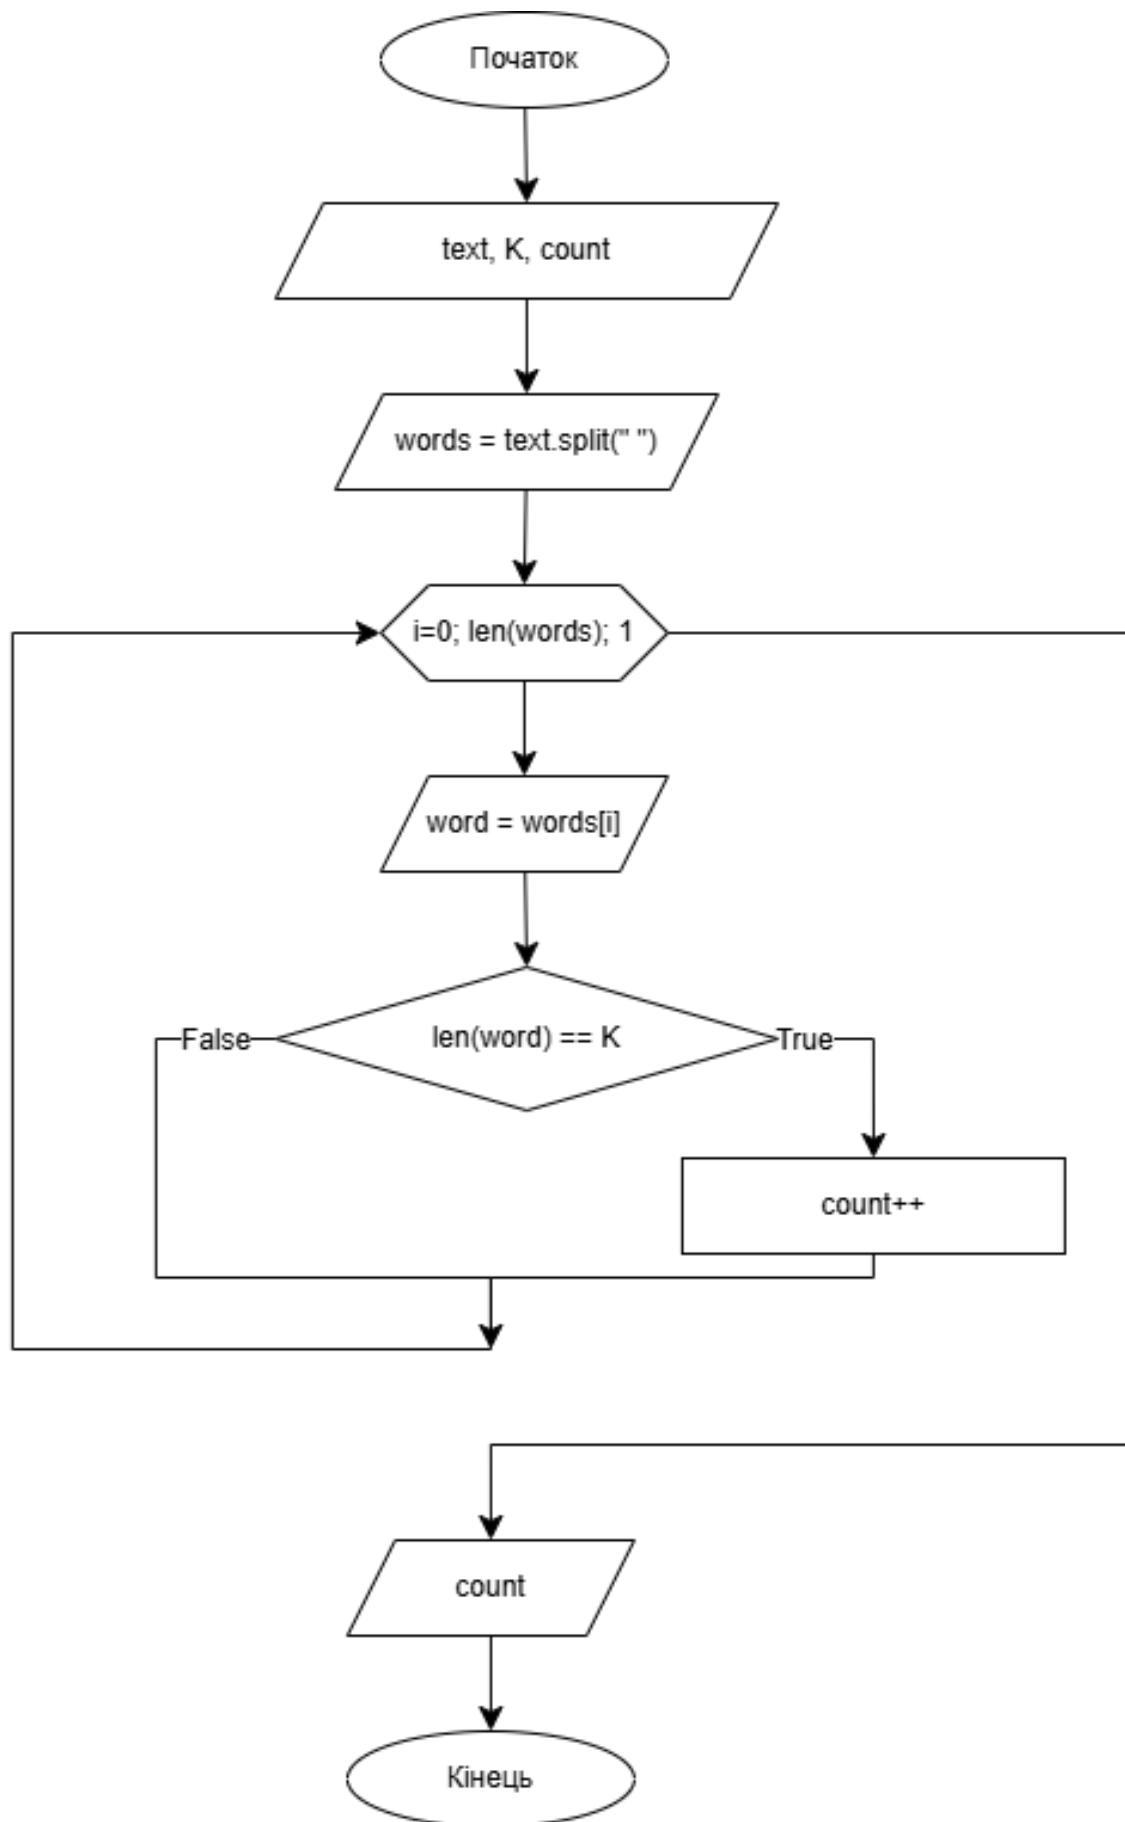 Початок
text, K, count
words = text.split(" ")
i=0; len(words); 1
word = words[i]
len(word) == K
False
True
count++
count
Кінець